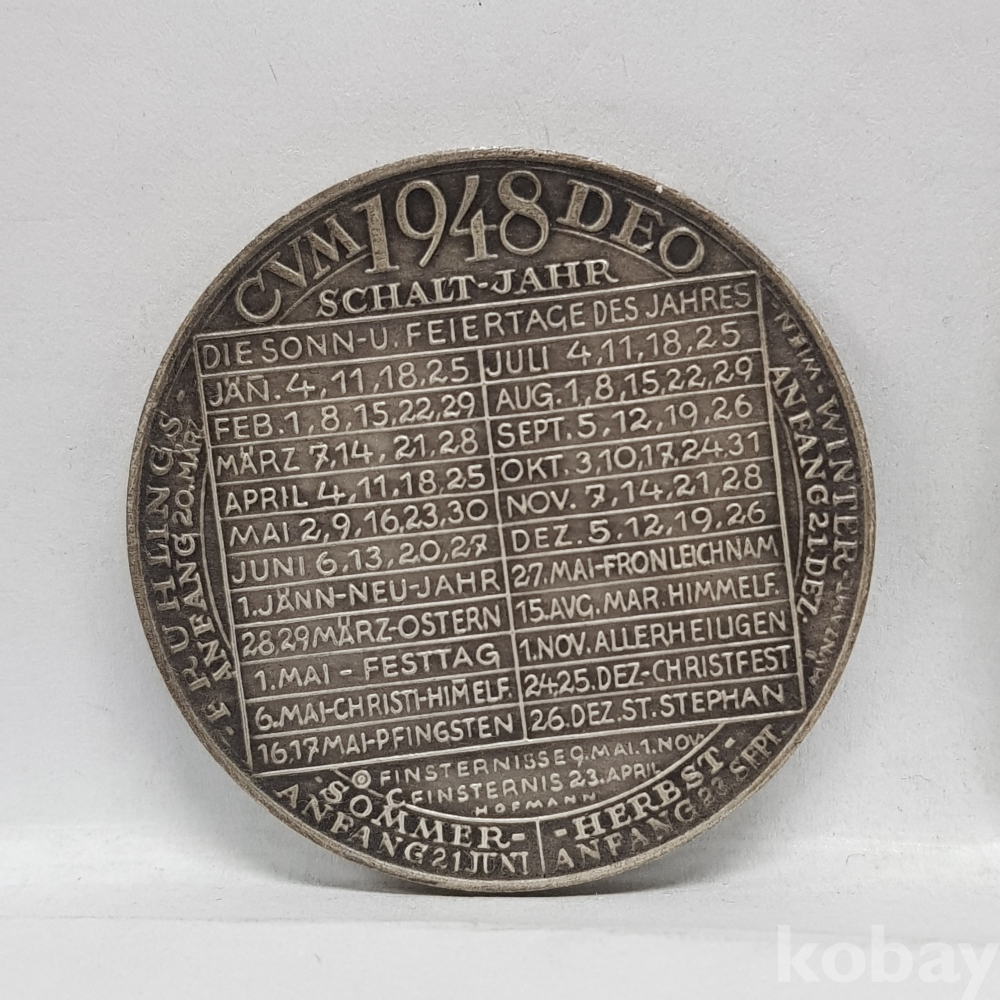 CVM 1948 DEO
SCHALT-JAHR
DIE SONN-U. FEIERTAGE DES JAHRES
JÄN. 4,11,18,25
JULI 4,11,18,25
FEB. 1,8,15,22,29
AUG. 1,8,15,22,29
MÄRZ 7,14, 21,28
SEPT. 5,12,19,26
APRIL 4,11,18,25
OKT. 3,10,17,24,31
MAI 2,9,16,23,30
NOV. 7,14,21,28
JUNI 6,13,20,27
DEZ. 5,12,19,26
1.JÄNN-NEU-JAHR
27.MAI-FRONLEICHNAM
28,29 MÄRZ-OSTERN
15.AVG. MAR. HIMMELF.
1.MAI - FESTTAG
1.NOV. ALLERHEILIGEN
6.MAI-CHRISTI-HIMELF.
24.25. DEZ-CHRISTFEST
16,17 MAI-PFINGSTEN
26.DEZ. ST. STEPHAN
FINSTERNISSE 9.MAI.1.NOV.
FINSTERNIS 23.APRIL
HOFMANN
-FRUHLINGS-
ANFANG 20.MÄRZ
-SOMMER-
ANFANG 21 JUNI
-HERBST-
ANFANG 23 SEPT.
-WINTER-
ANFANG 21.DEZ.
WIEN
kobay